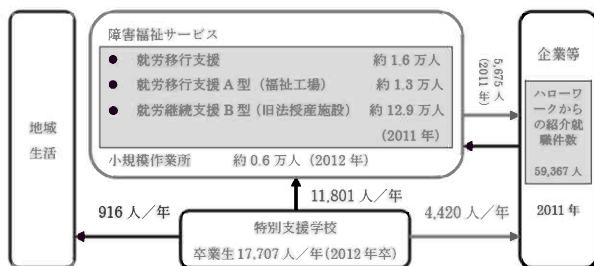 障害福祉サービス
● 就労移行支援 約 1.6 万人
● 就労移行支援 A 型（福祉工場） 約 1.3 万人
● 就労継続支援 B 型（旧法授産施設） 約 12.9 万人
(2011 年)
小規模作業所 約 0.6 万人（2012 年）
地域
生活
5,675 人
(2011 年)
企業等
ハローワ
ークから
の紹介就
職件数
59,367 人
2011 年
916 人／年
11,801 人／年
4,420 人／年
特別支援学校
卒業生 17,707 人／年(2012 年卒)